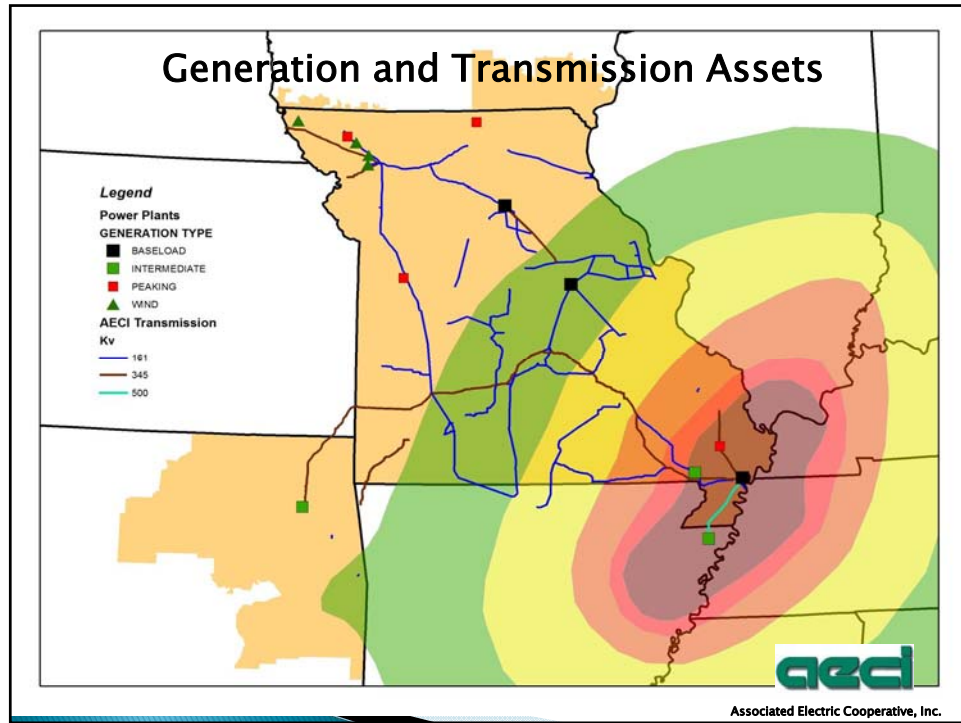 Generation and Transmission Assets
Legend
Power Plants
GENERATION TYPE
BASELOAD
INTERMEDIATE
PEAKING
WIND
AECI Transmission
Kv
161
345
500
aeci
Associated Electric Cooperative, Inc.